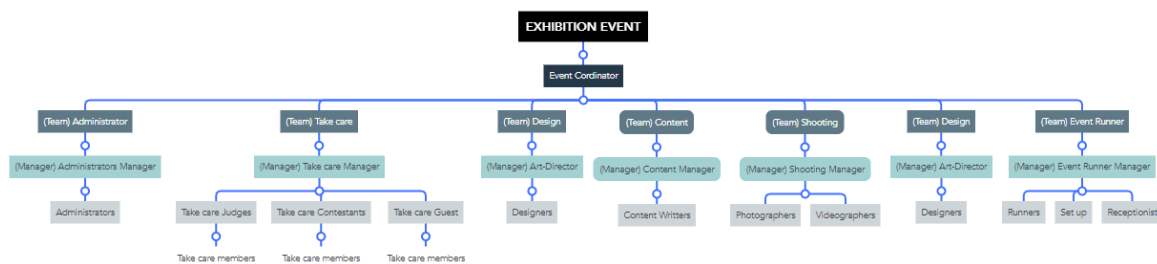 EXHIBITION EVENT
Event Cordinator
(Team) Administrator
(Team) Take care
(Team) Design
(Team) Content
(Team) Shooting
(Team) Design
(Team) Event Runner
(Manager) Administrators Manager
(Manager) Take care Manager
(Manager) Art-Director
(Manager) Content Manager
(Manager) Shooting Manager
(Manager) Art-Director
(Manager) Event Runner Manager
Administrators
Take care Judges
Take care Contestants
Take care Guest
Designers
Content Writters
Photographers
Videographers
Designers
Runners
Set up
Receptionist
Take care members
Take care members
Take care members